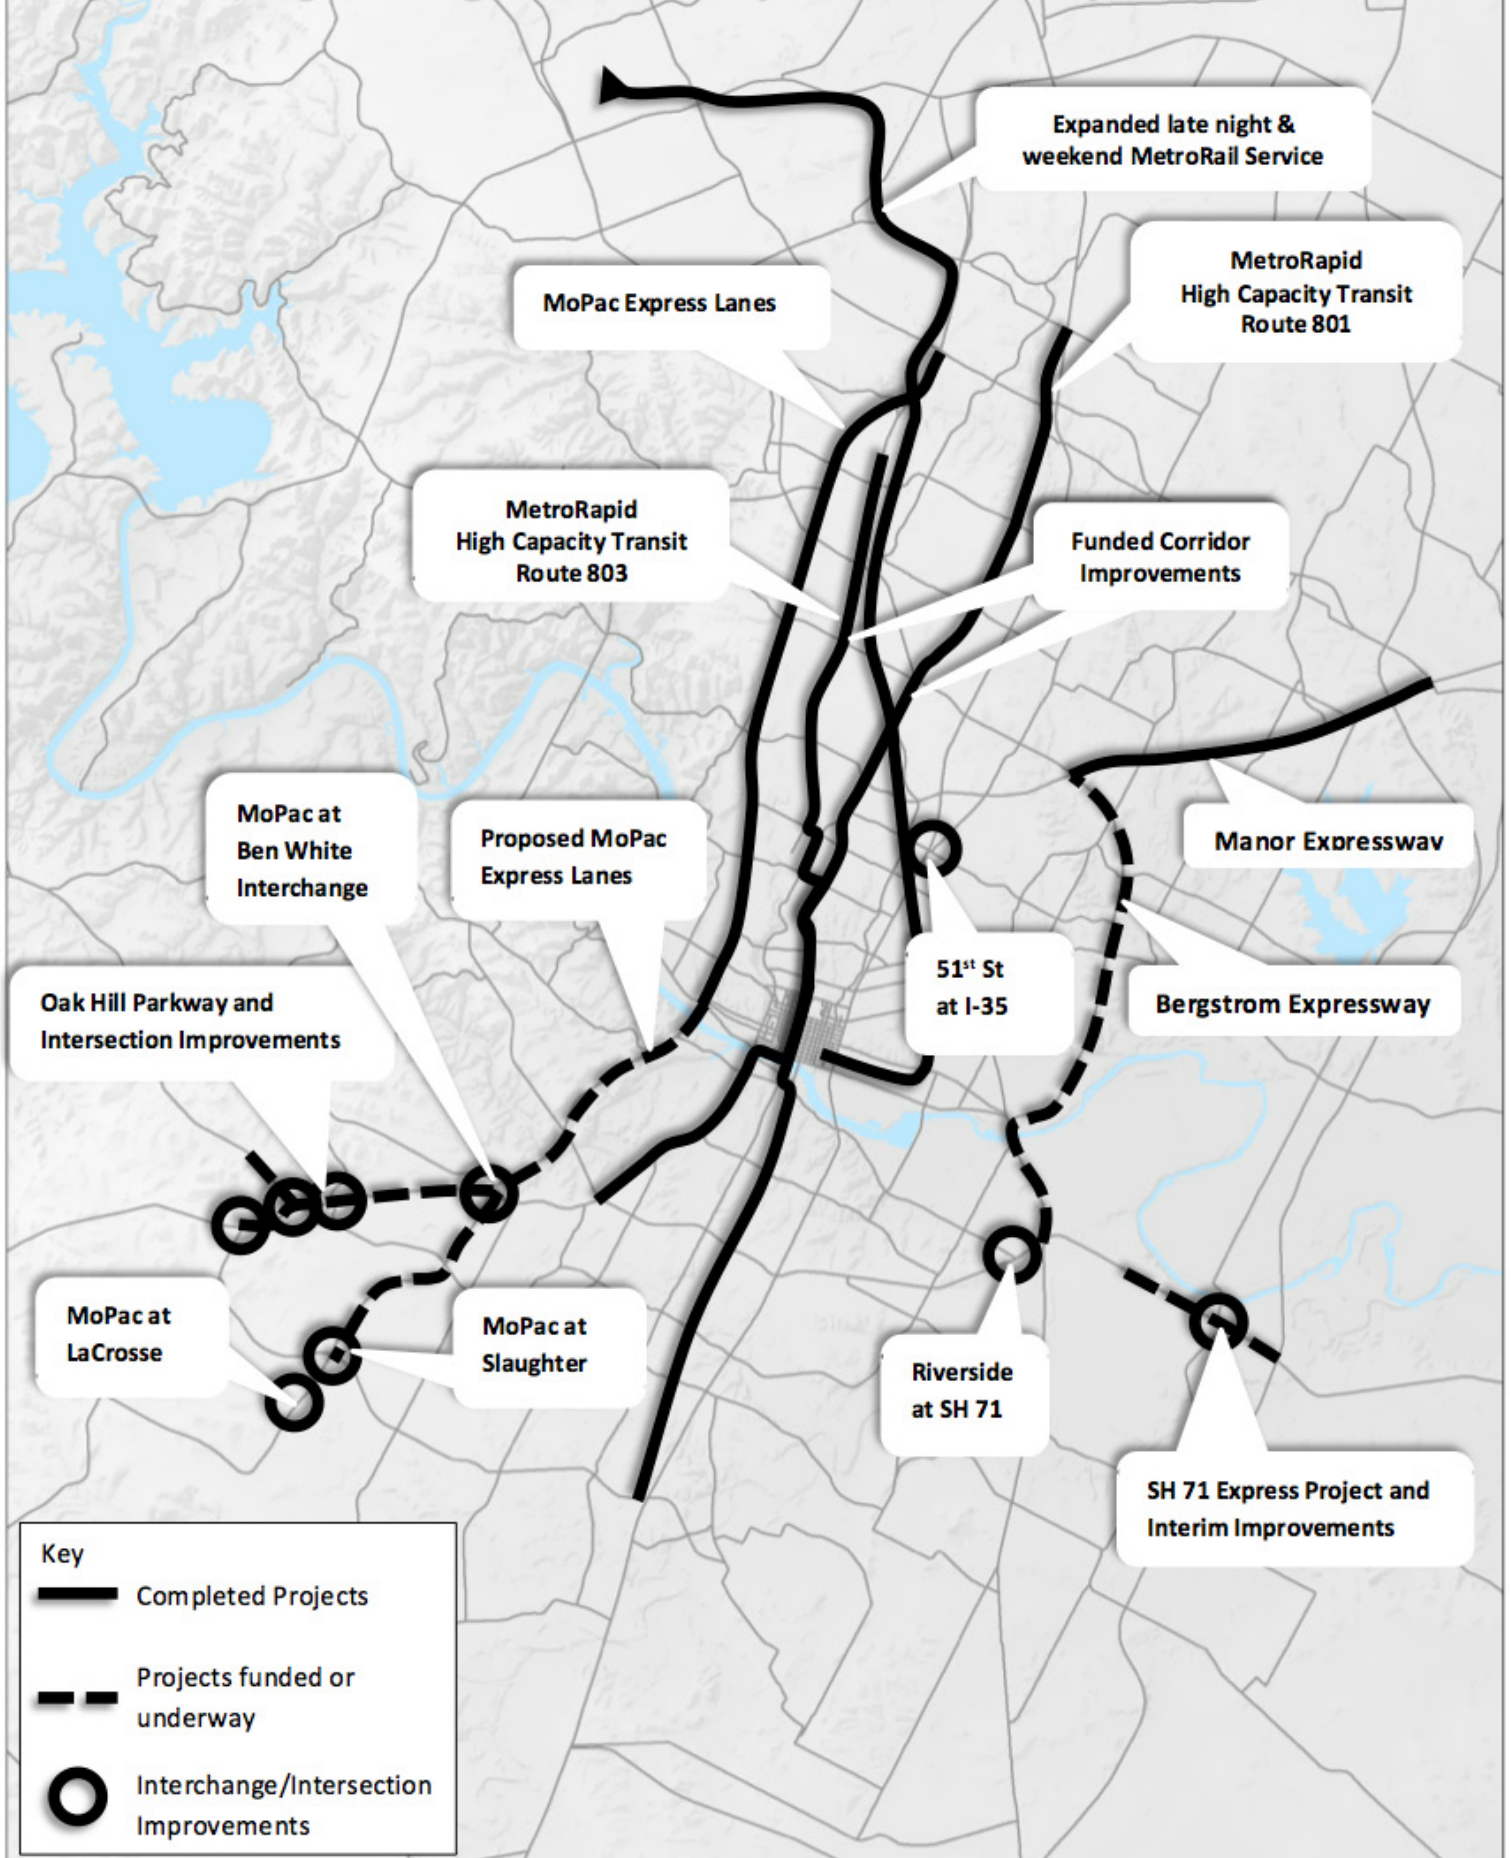 Expanded late night &
weekend MetroRail Service
MetroRapid
High Capacity Transit
Route 801
MoPac Express Lanes
MetroRapid
High Capacity Transit
Route 803
Funded Corridor
Improvements
MoPac at
Ben White
Interchange
Proposed MoPac
Express Lanes
Manor Expressway
51st St
at I-35
Oak Hill Parkway and
Intersection Improvements
Bergstrom Expressway
MoPac at
LaCrosse
MoPac at
Slaughter
Riverside
at SH 71
SH 71 Express Project and
Interim Improvements
Key
Completed Projects
Projects funded or
underway
Interchange/Intersection
Improvements